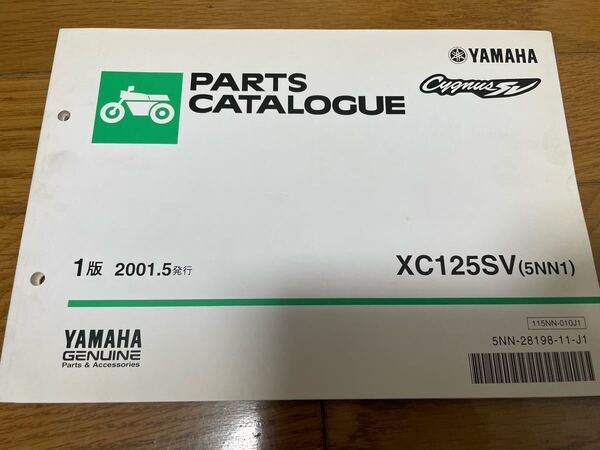 YAMAHA
PARTS
CATALOGUE
Cygnus SV
1版 2001.5発行
XC125SV(5NN1)
115NN-010J1
5NN-28198-11-J1
YAMAHA
GENUINE
Parts & Accessories